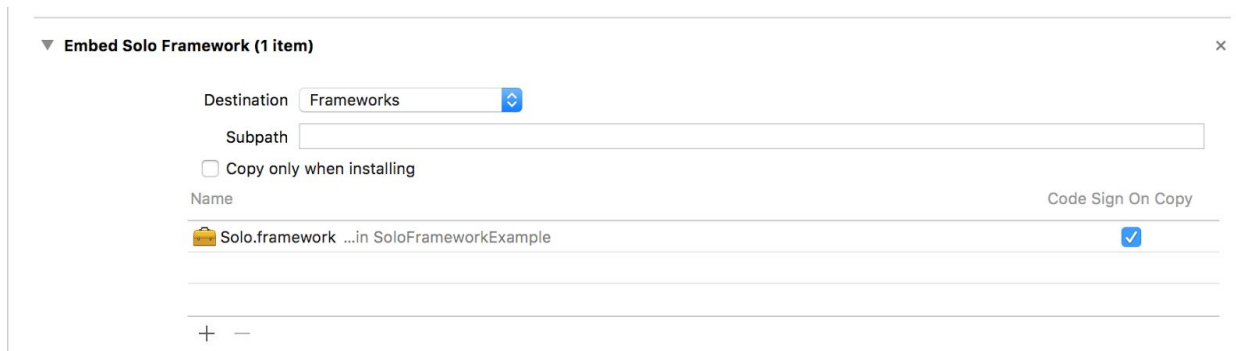 Embed Solo Framework (1 item)
Destination Frameworks
Subpath
Copy only when installing
Name Code Sign On Copy
Solo.framework ...in SoloFrameworkExample